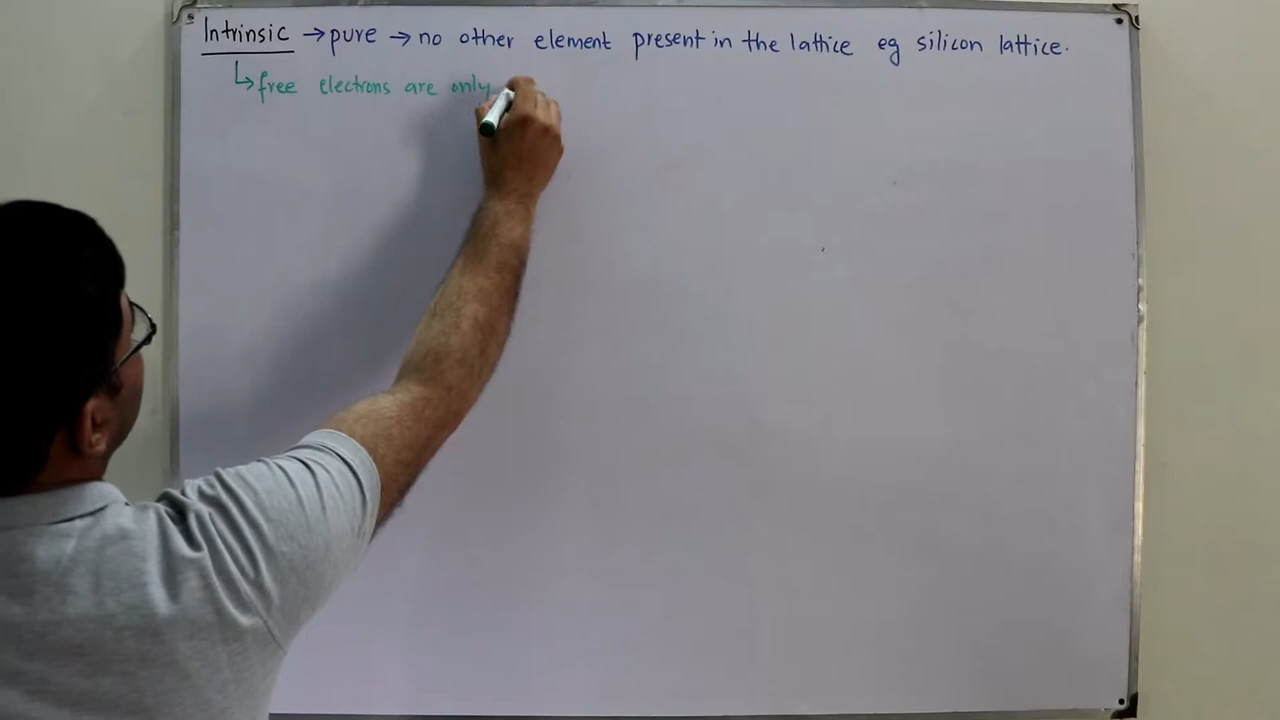 Intrinsic → pure → no other element present in the lattice eg silicon lattice.
↳ free electrons are only